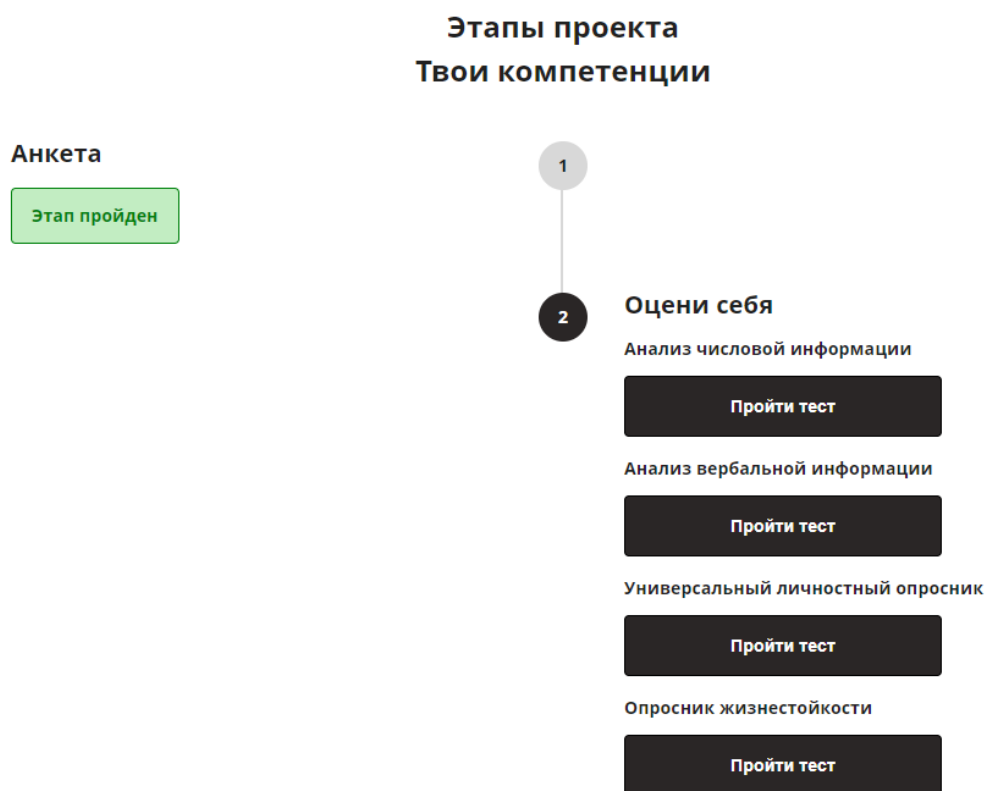 Этапы проекта
Твои компетенции
Анкета
1
Этап пройден
2
Оцени себя
Анализ числовой информации
Пройти тест
Анализ вербальной информации
Пройти тест
Универсальный личностный опросник
Пройти тест
Опросник жизнестойкости
Пройти тест